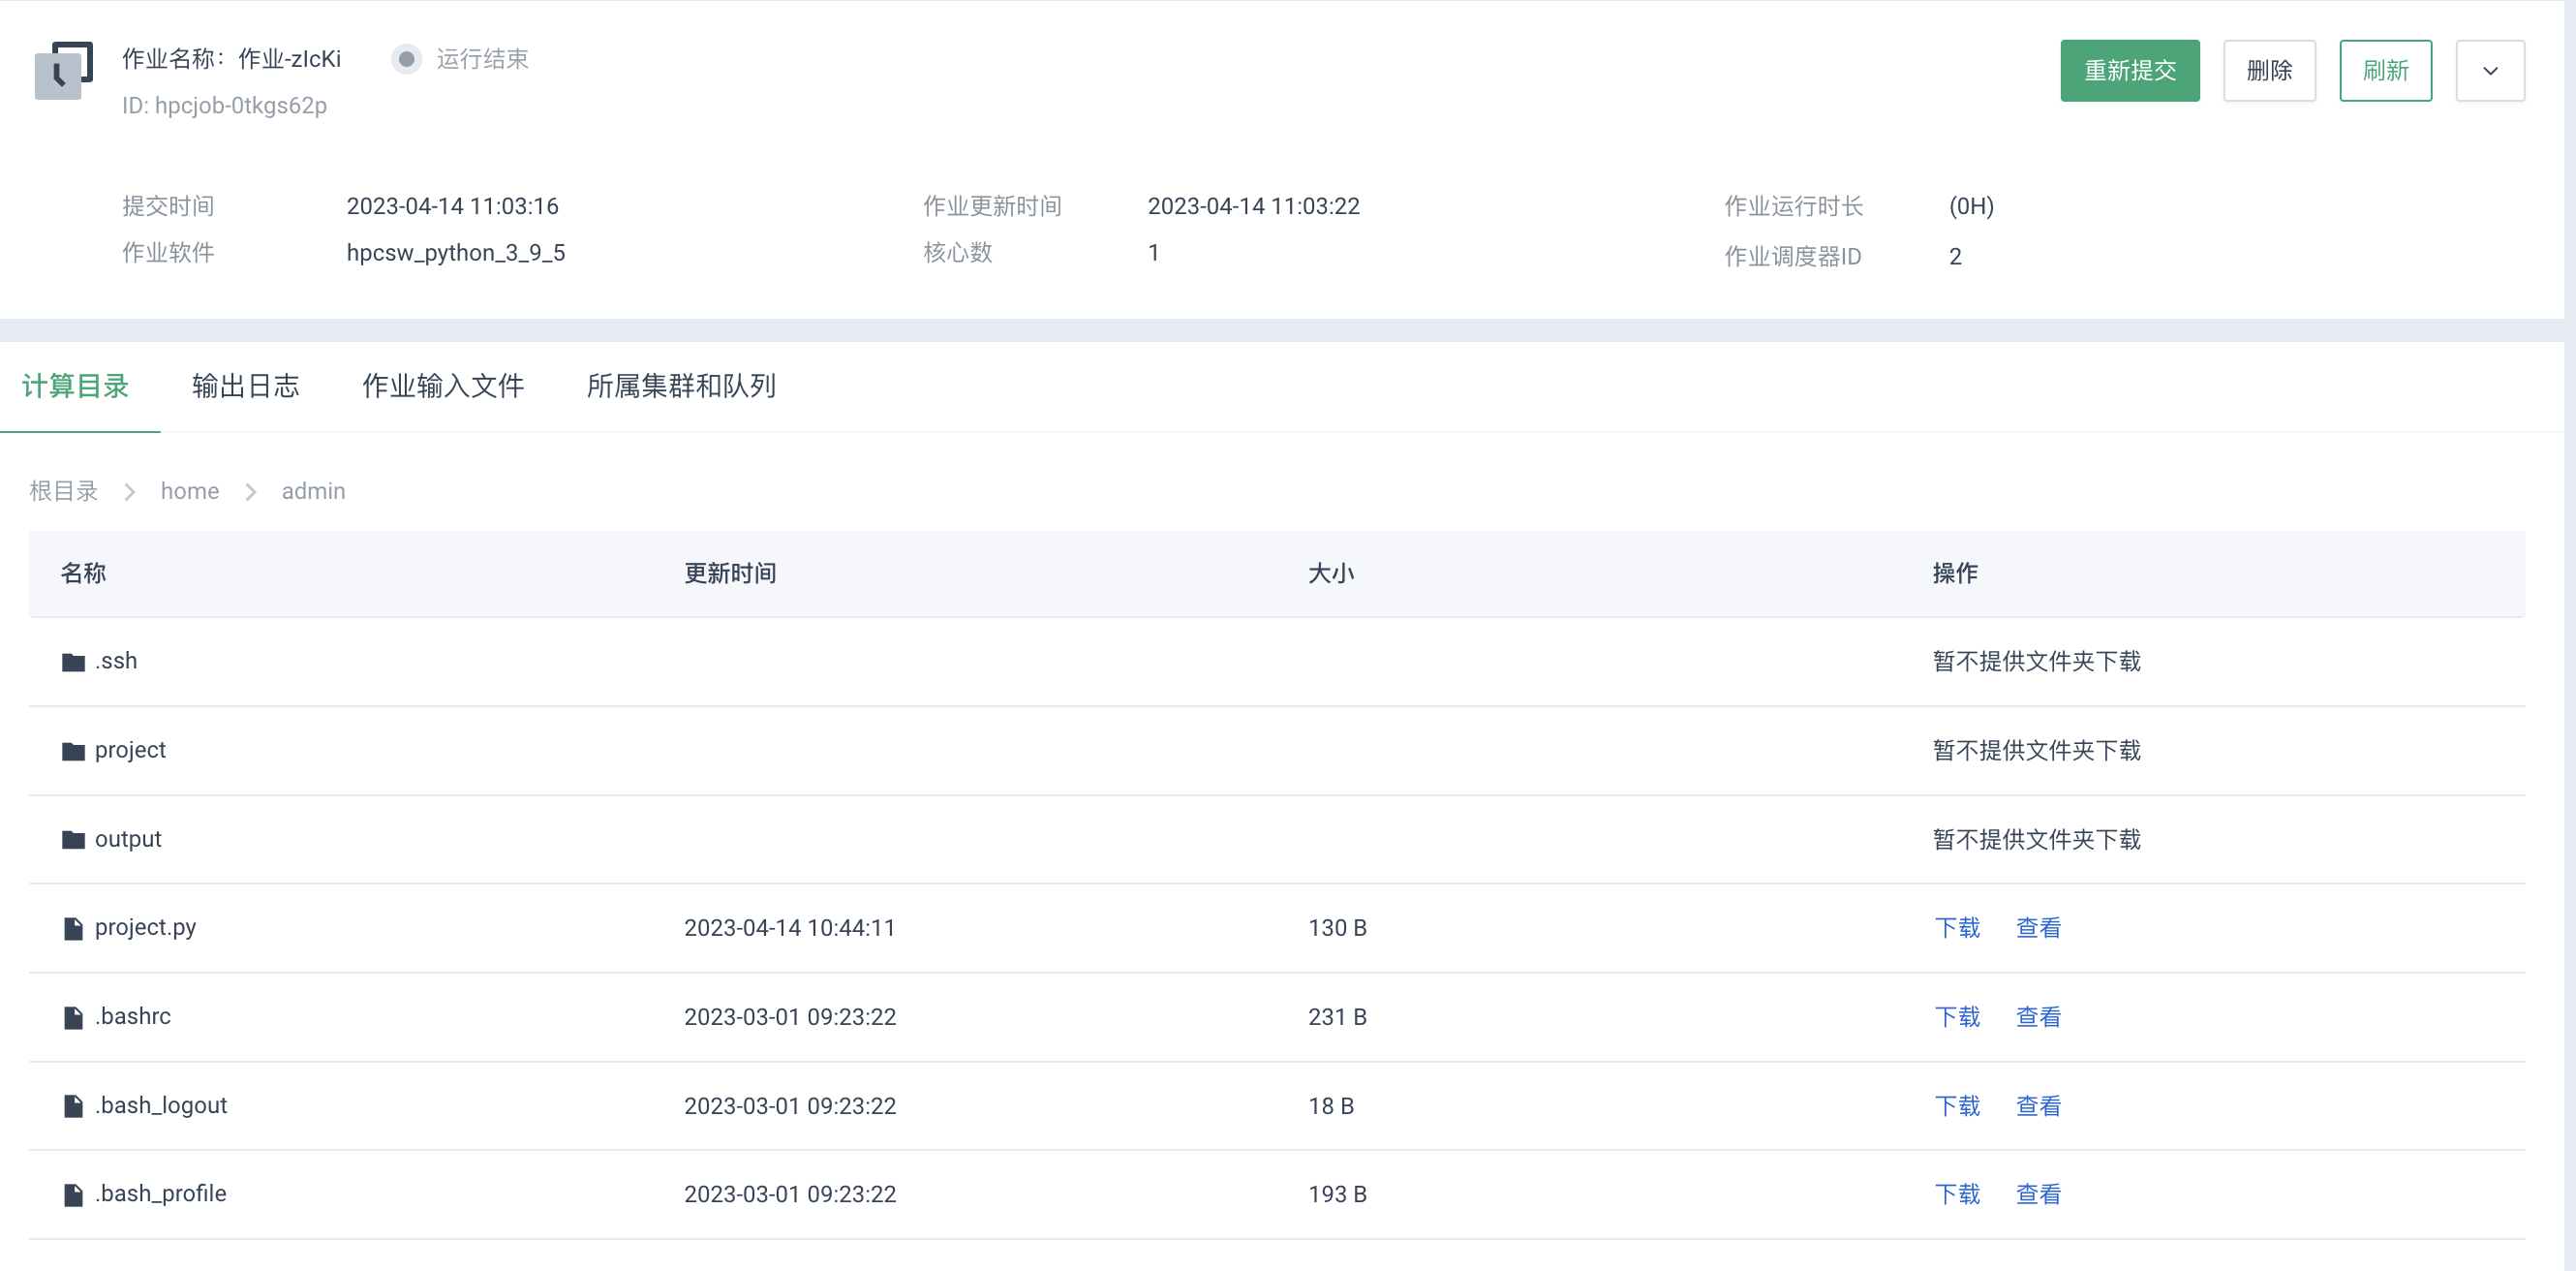 作业名称：作业-zIcKi 运行结束 重新提交 删除 刷新
ID: hpcjob-0tkgs62p
提交时间 2023-04-14 11:03:16 作业更新时间 2023-04-14 11:03:22 作业运行时长 (0H)
作业软件 hpcsw_python_3_9_5 核心数 1 作业调度器ID 2
计算目录 输出日志 作业输入文件 所属集群和队列
根目录 home admin
名称 更新时间 大小 操作
.ssh 暂不提供文件夹下载
project 暂不提供文件夹下载
output 暂不提供文件夹下载
project.py 2023-04-14 10:44:11 130 B 下载 查看
.bashrc 2023-03-01 09:23:22 231 B 下载 查看
.bash_logout 2023-03-01 09:23:22 18 B 下载 查看
.bash_profile 2023-03-01 09:23:22 193 B 下载 查看